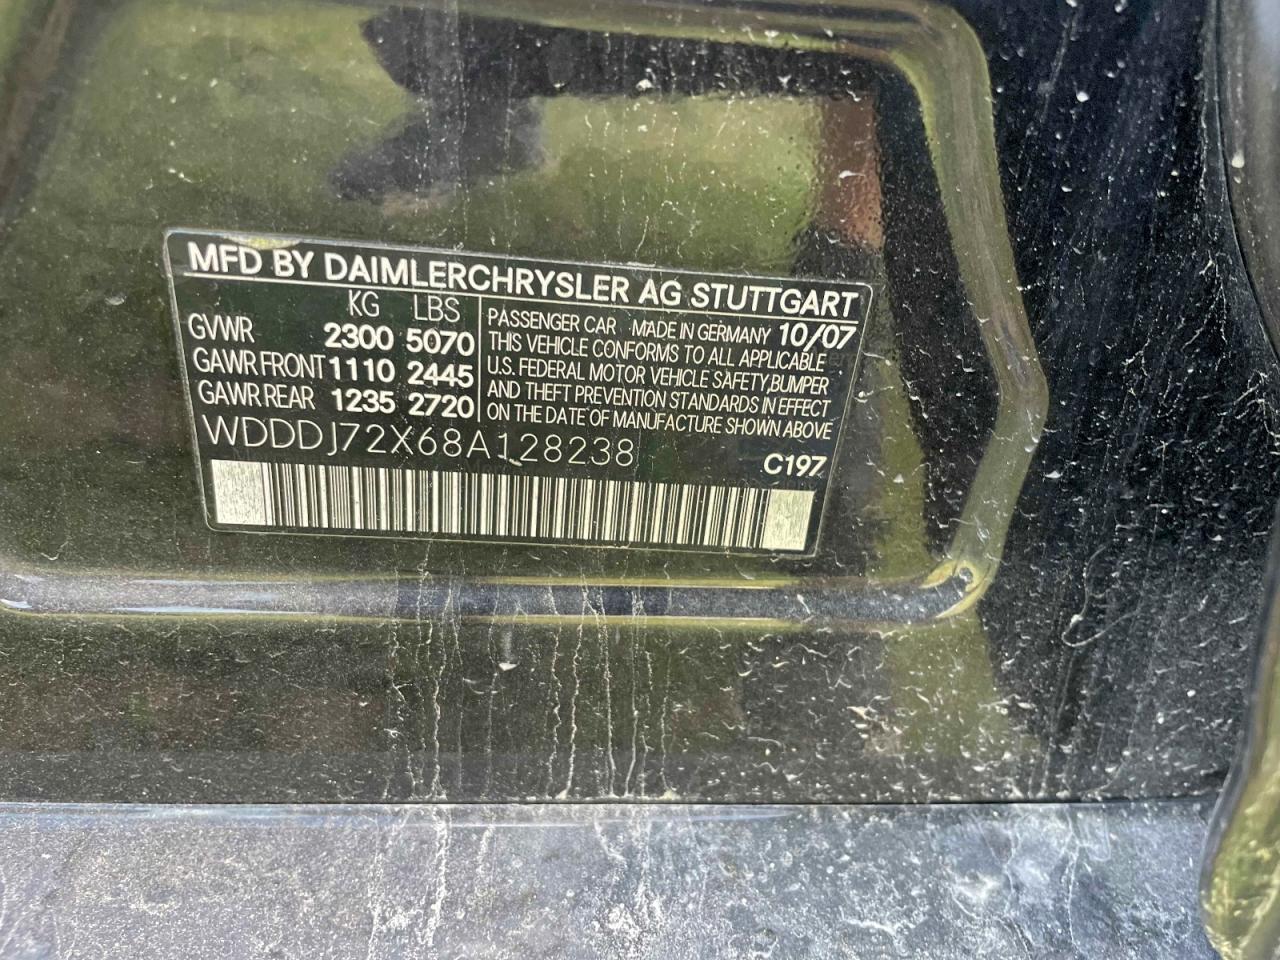 MFD BY DAIMLERCHRYSLER AG STUTTGART
KG LBS
GVWR 2300 5070
GAWR FRONT 1110 2445
GAWR REAR 1235 2720
PASSENGER CAR MADE IN GERMANY 10/07
THIS VEHICLE CONFORMS TO ALL APPLICABLE
U.S. FEDERAL MOTOR VEHICLE SAFETY,BUMPER
AND THEFT PREVENTION STANDARDS IN EFFECT
ON THE DATE OF MANUFACTURE SHOWN ABOVE
WDDDJ72X68A128238
C197